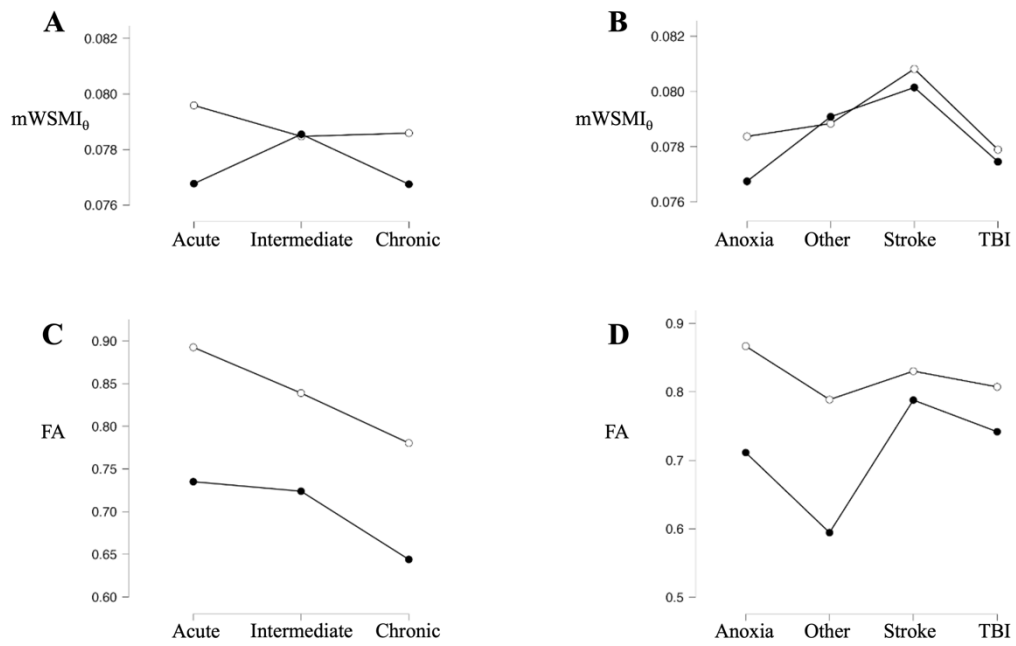 A
0.082
0.080
mWSMIθ
0.078
0.076
Acute Intermediate Chronic
B
0.082
0.080
mWSMIθ
0.078
0.076
Anoxia Other Stroke TBI
C
0.90
0.85
0.80
FA
0.75
0.70
0.65
0.60
Acute Intermediate Chronic
D
0.9
0.8
FA
0.7
0.6
0.5
Anoxia Other Stroke TBI